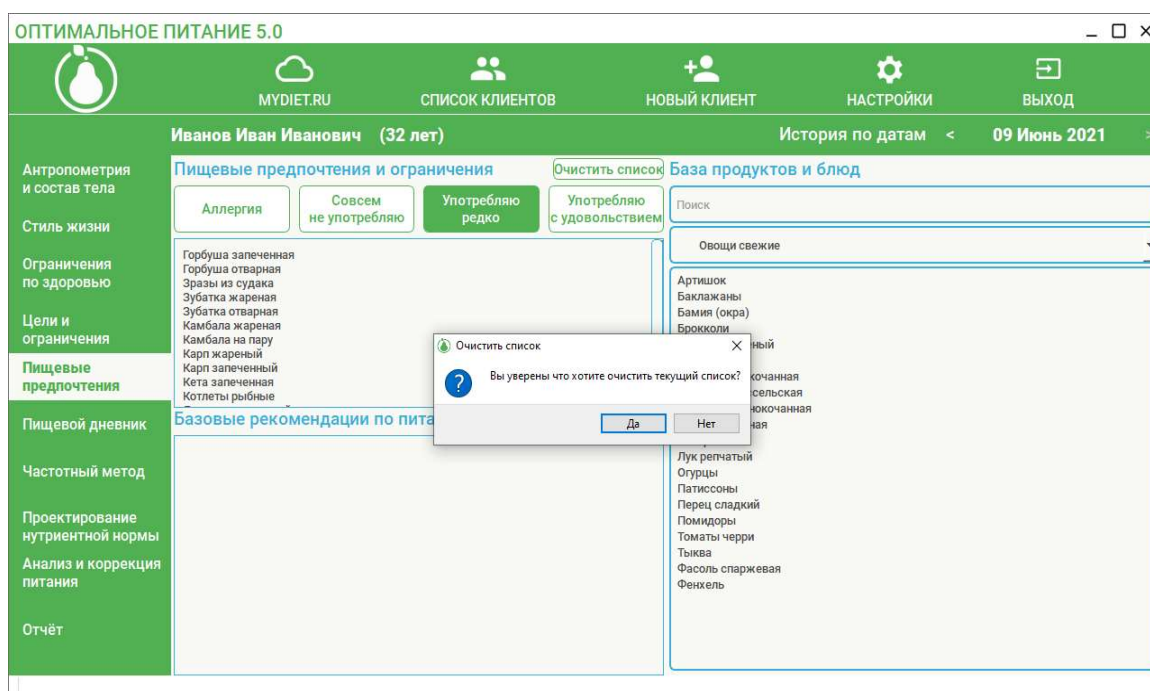 ОПТИМАЛЬНОЕ ПИТАНИЕ 5.0
MYDIET.RU
СПИСОК КЛИЕНТОВ
НОВЫЙ КЛИЕНТ
НАСТРОЙКИ
ВЫХОД
Иванов Иван Иванович (32 лет)
История по датам < 09 Июнь 2021 >
Антропометрия
и состав тела
Стиль жизни
Ограничения
по здоровью
Цели и
ограничения
Пищевые
предпочтения
Пищевой дневник
Частотный метод
Проектирование
нутриентной нормы
Анализ и коррекция
питания
Отчёт
Пищевые предпочтения и ограничения
Очистить список
Аллергия
Совсем
не употребляю
Употребляю
редко
Употребляю
с удовольствием
Горбуша запеченная
Горбуша отварная
Зразы из судака
Зубатка жареная
Зубатка отварная
Камбала жареная
Камбала на пару
Карп жареный
Карп запеченный
Кета запеченная
Котлеты рыбные
Базовые рекомендации по пита
Очистить список
Вы уверены что хотите очистить текущий список?
Да
Нет
База продуктов и блюд
Поиск
Овощи свежие
Артишок
Баклажаны
Бамия (окра)
Брокколи
ный
кочанная
сельская
нокочанная
ная
Лук репчатый
Огурцы
Патиссоны
Перец сладкий
Помидоры
Томаты черри
Тыква
Фасоль спаржевая
Фенхель